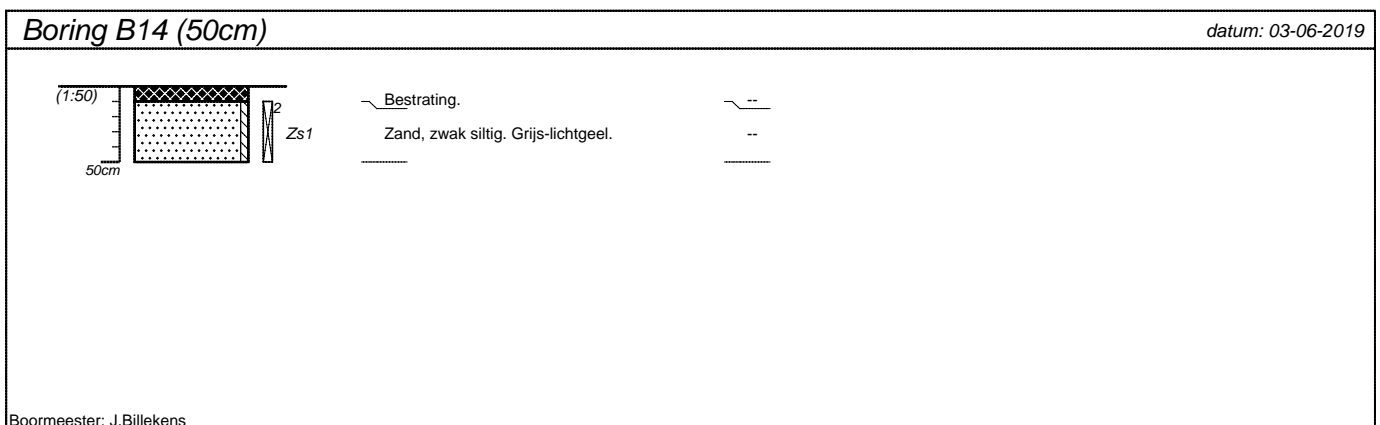 Boring B14 (50cm) datum: 03-06-2019
(1:50) Bestrating. --
2
Zs1 Zand, zwak siltig. Grijs-lichtgeel. --
50cm
Boormeester: J.Billekens